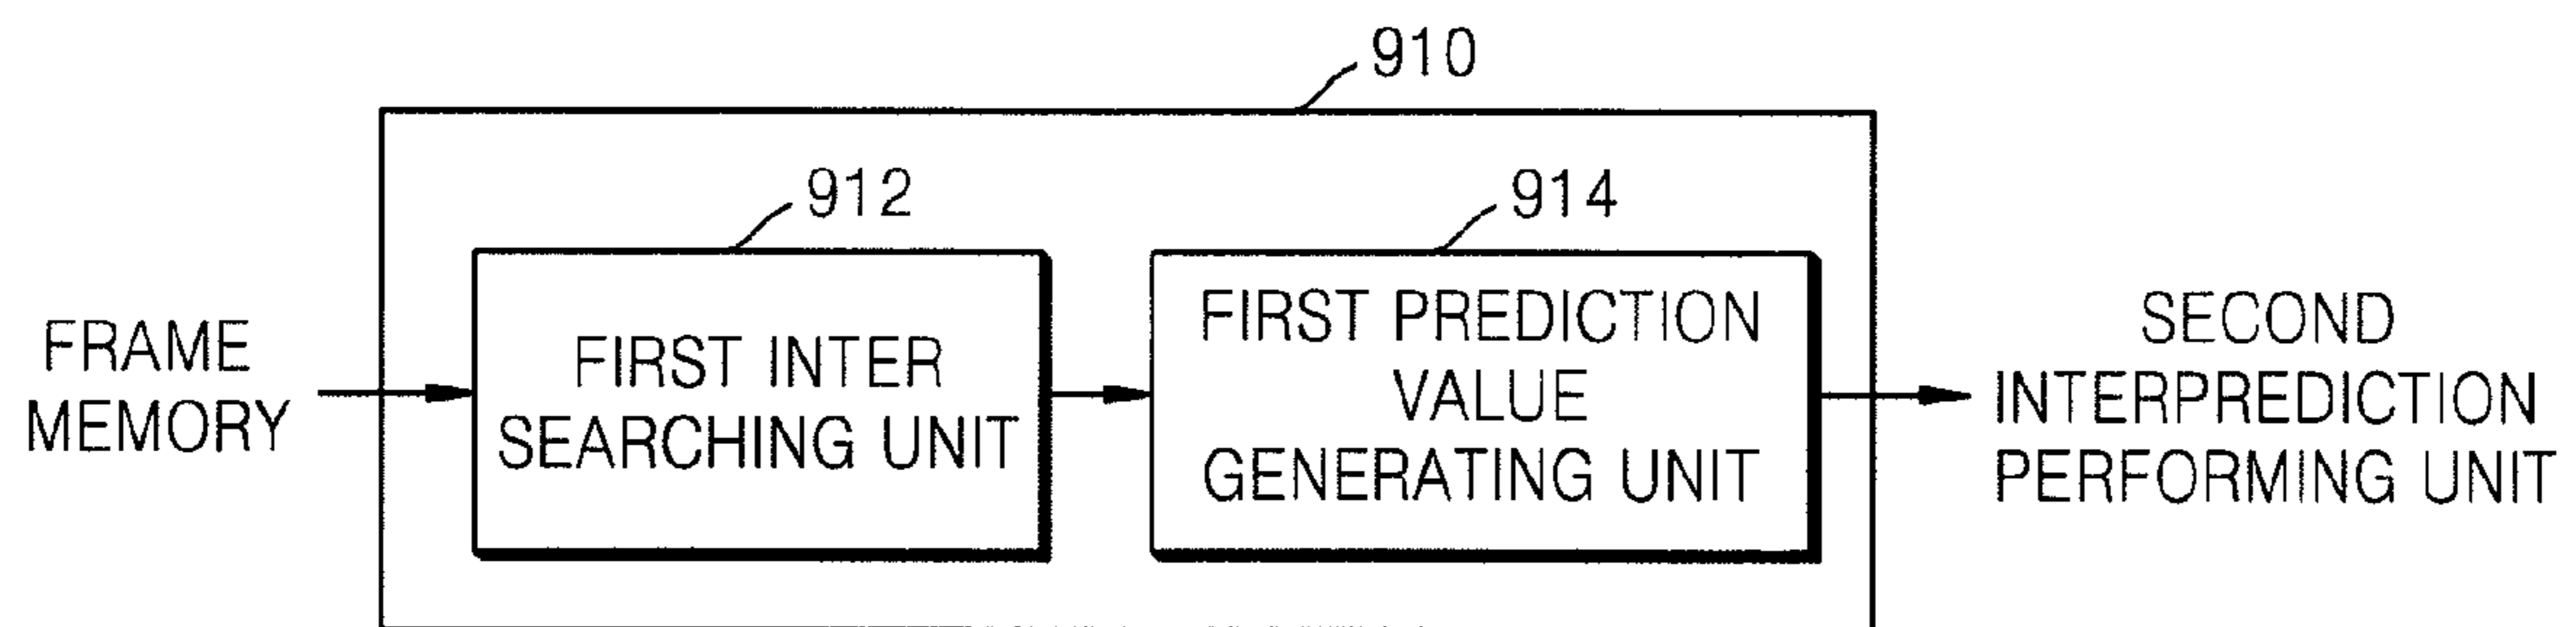 910
912
914
FRAME
MEMORY
FIRST INTER
SEARCHING UNIT
FIRST PREDICTION
VALUE
GENERATING UNIT
SECOND
INTERPREDICTION
PERFORMING UNIT